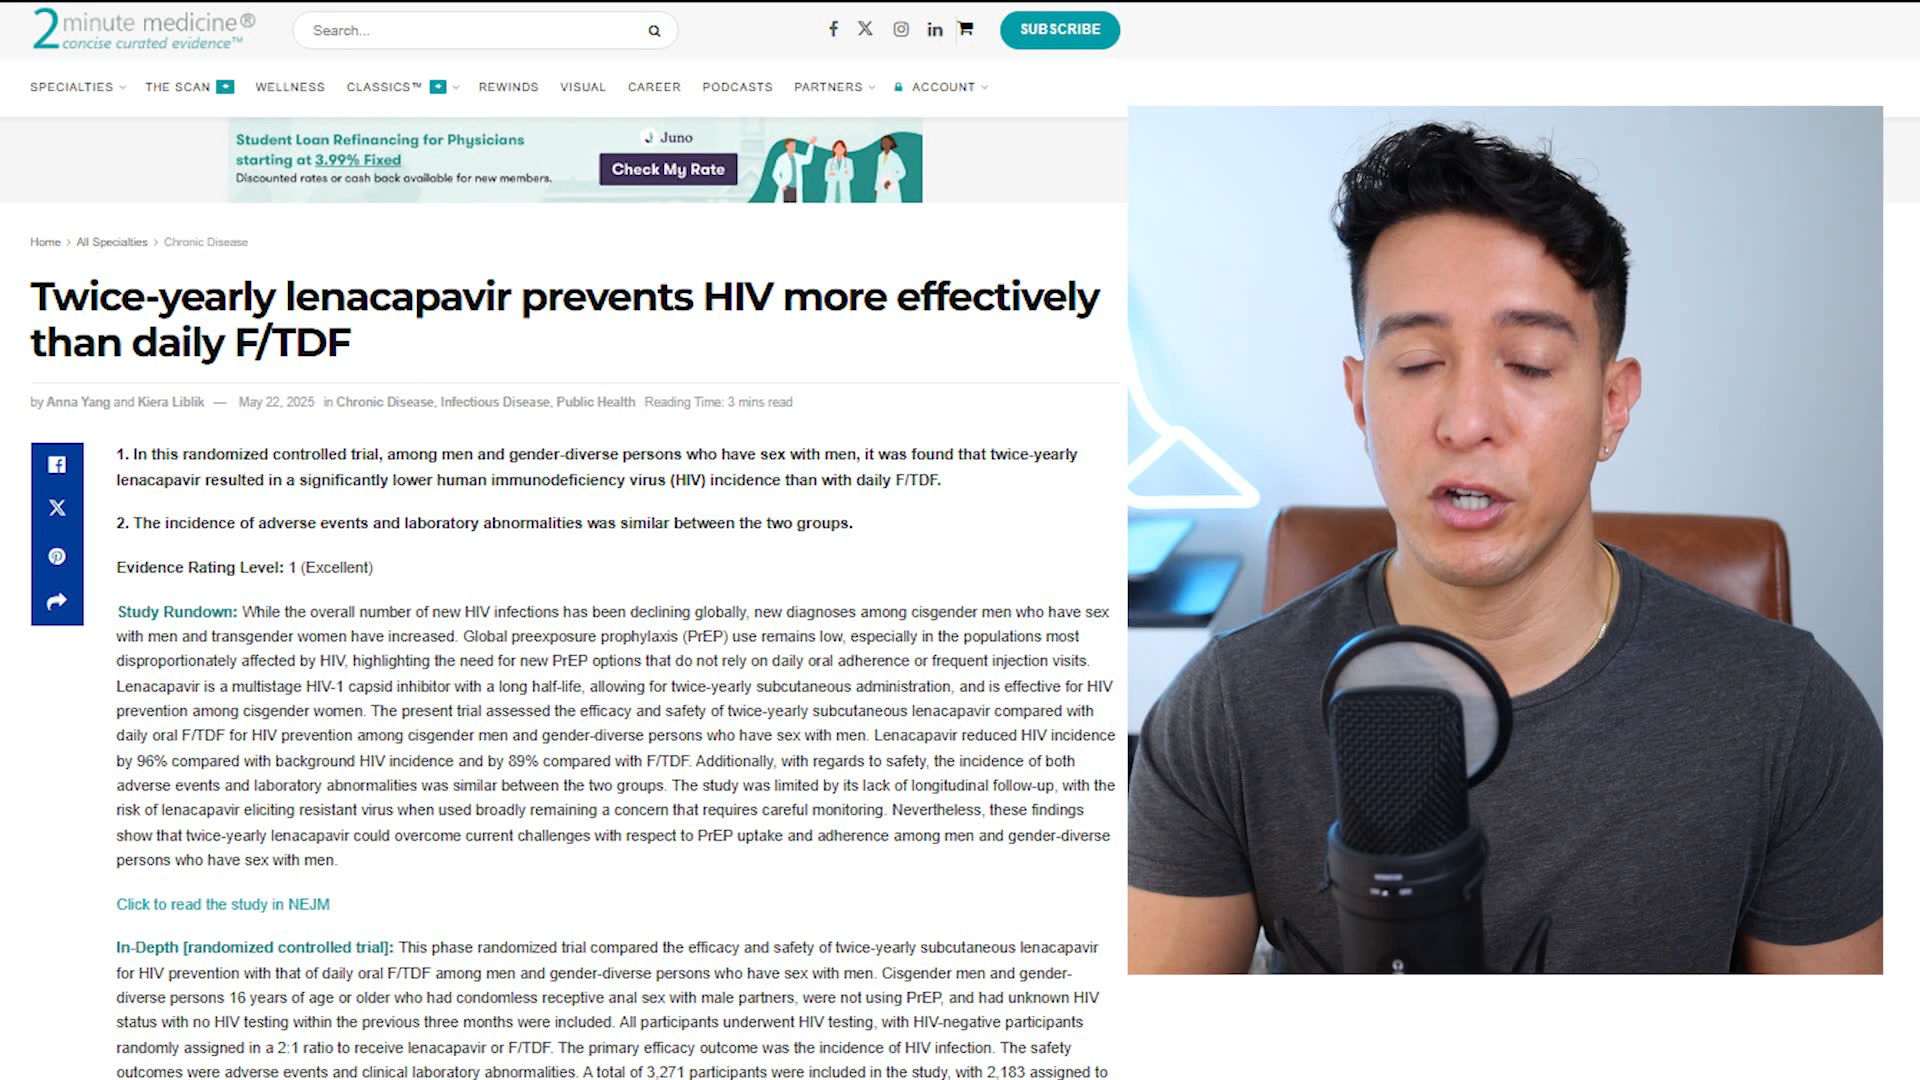 2 minute medicine®
concise curated evidence™
Search...
SUBSCRIBE
SPECIALTIES THE SCAN WELLNESS CLASSICS™ REWINDS VISUAL CAREER PODCASTS PARTNERS ACCOUNT
Student Loan Refinancing for Physicians
starting at 3.99% Fixed
Discounted rates or cash back available for new members.
Juno
Check My Rate
Home > All Specialties > Chronic Disease
Twice-yearly lenacapavir prevents HIV more effectively
than daily F/TDF
by Anna Yang and Kiera Liblik — May 22, 2025 in Chronic Disease, Infectious Disease, Public Health Reading Time: 3 mins read
1. In this randomized controlled trial, among men and gender-diverse persons who have sex with men, it was found that twice-yearly
lenacapavir resulted in a significantly lower human immunodeficiency virus (HIV) incidence than with daily F/TDF.
2. The incidence of adverse events and laboratory abnormalities was similar between the two groups.
Evidence Rating Level: 1 (Excellent)
Study Rundown: While the overall number of new HIV infections has been declining globally, new diagnoses among cisgender men who have sex
with men and transgender women have increased. Global preexposure prophylaxis (PrEP) use remains low, especially in the populations most
disproportionately affected by HIV, highlighting the need for new PrEP options that do not rely on daily oral adherence or frequent injection visits.
Lenacapavir is a multistage HIV-1 capsid inhibitor with a long half-life, allowing for twice-yearly subcutaneous administration, and is effective for HIV
prevention among cisgender women. The present trial assessed the efficacy and safety of twice-yearly subcutaneous lenacapavir compared with
daily oral F/TDF for HIV prevention among cisgender men and gender-diverse persons who have sex with men. Lenacapavir reduced HIV incidence
by 96% compared with background HIV incidence and by 89% compared with F/TDF. Additionally, with regards to safety, the incidence of both
adverse events and laboratory abnormalities was similar between the two groups. The study was limited by its lack of longitudinal follow-up, with the
risk of lenacapavir eliciting resistant virus when used broadly remaining a concern that requires careful monitoring. Nevertheless, these findings
show that twice-yearly lenacapavir could overcome current challenges with respect to PrEP uptake and adherence among men and gender-diverse
persons who have sex with men.
Click to read the study in NEJM
In-Depth [randomized controlled trial]: This phase randomized trial compared the efficacy and safety of twice-yearly subcutaneous lenacapavir
for HIV prevention with that of daily oral F/TDF among men and gender-diverse persons who have sex with men. Cisgender men and gender-
diverse persons 16 years of age or older who had condomless receptive anal sex with male partners, were not using PrEP, and had unknown HIV
status with no HIV testing within the previous three months were included. All participants underwent HIV testing, with HIV-negative participants
randomly assigned in a 2:1 ratio to receive lenacapavir or F/TDF. The primary efficacy outcome was the incidence of HIV infection. The safety
outcomes were adverse events and clinical laboratory abnormalities. A total of 3,271 participants were included in the study, with 2,183 assigned to